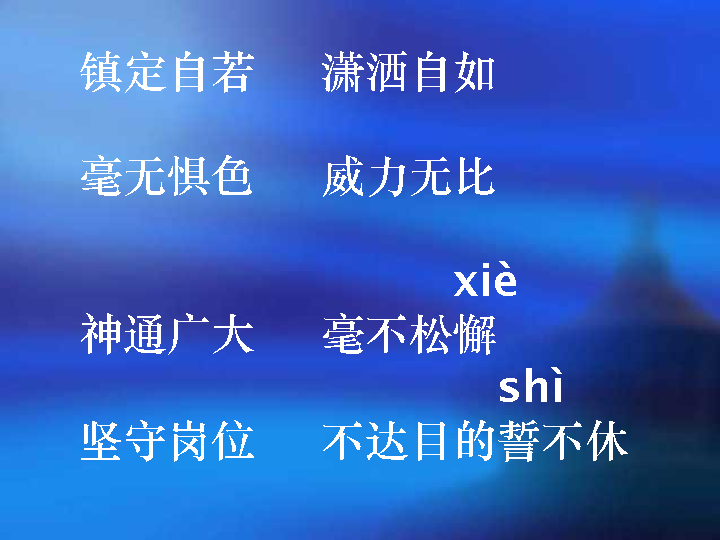 镇定自若 潇洒自如
毫无惧色 威力无比
xiè
神通广大 毫不松懈
shì
坚守岗位 不达目的誓不休